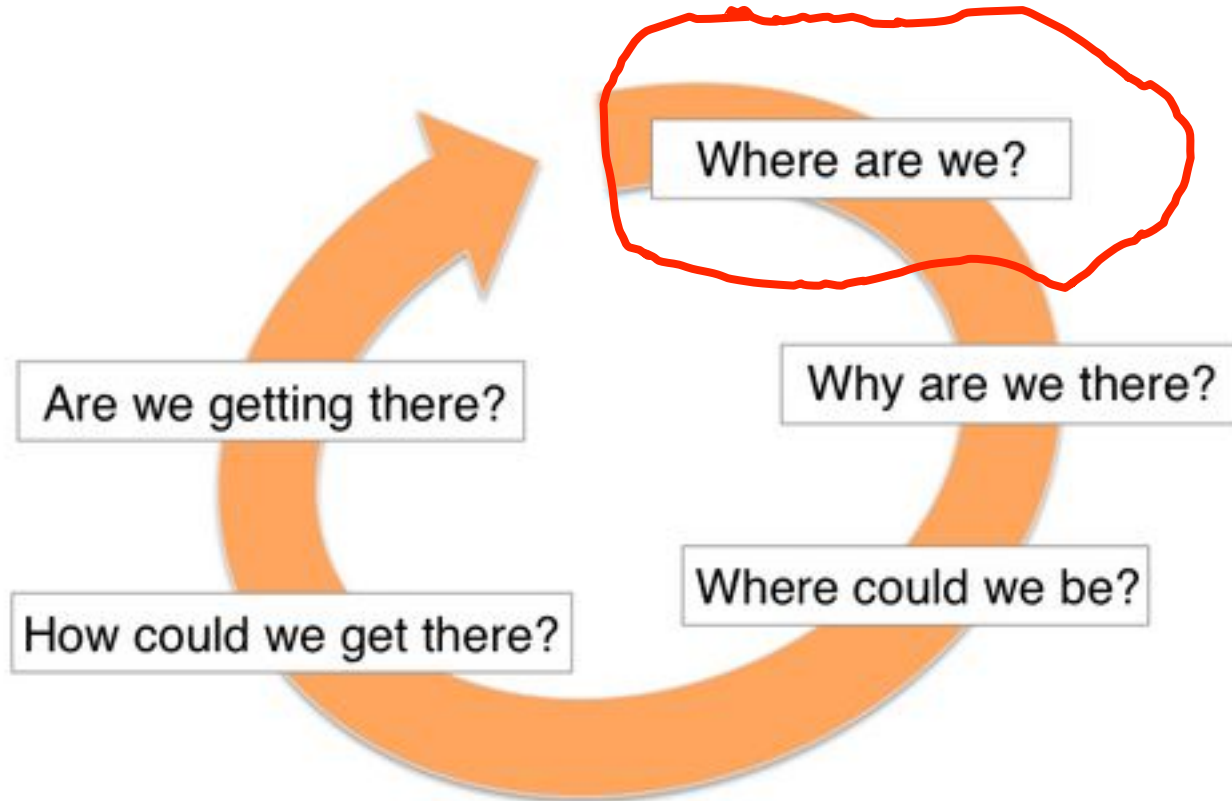 Where are we?
Why are we there?
Where could we be?
How could we get there?
Are we getting there?